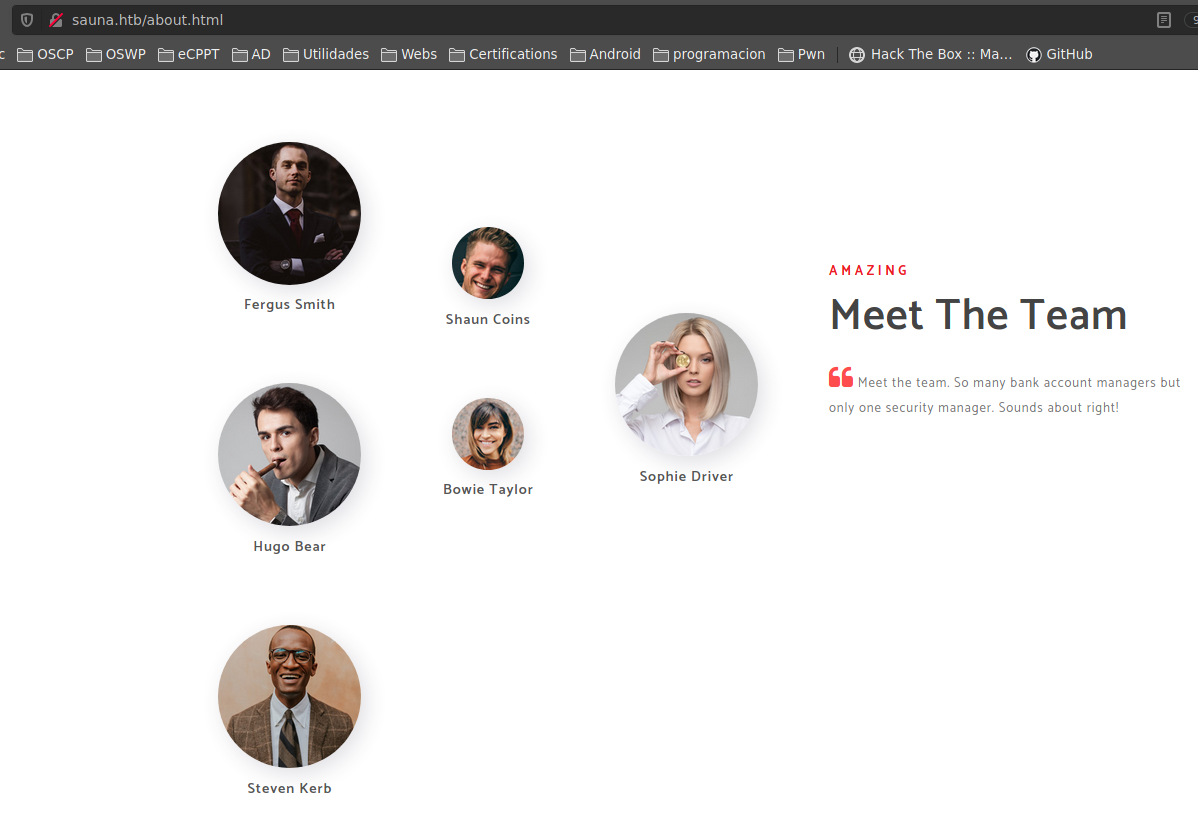 sauna.htb/about.html
c OSCP OSWP eCPPT AD Utilidades Webs Certifications Android programacion Pwn Hack The Box :: Ma... GitHub
Fergus Smith
Shaun Coins
Hugo Bear
Bowie Taylor
Sophie Driver
Steven Kerb
AMAZING
Meet The Team
Meet the team. So many bank account managers but
only one security manager. Sounds about right!